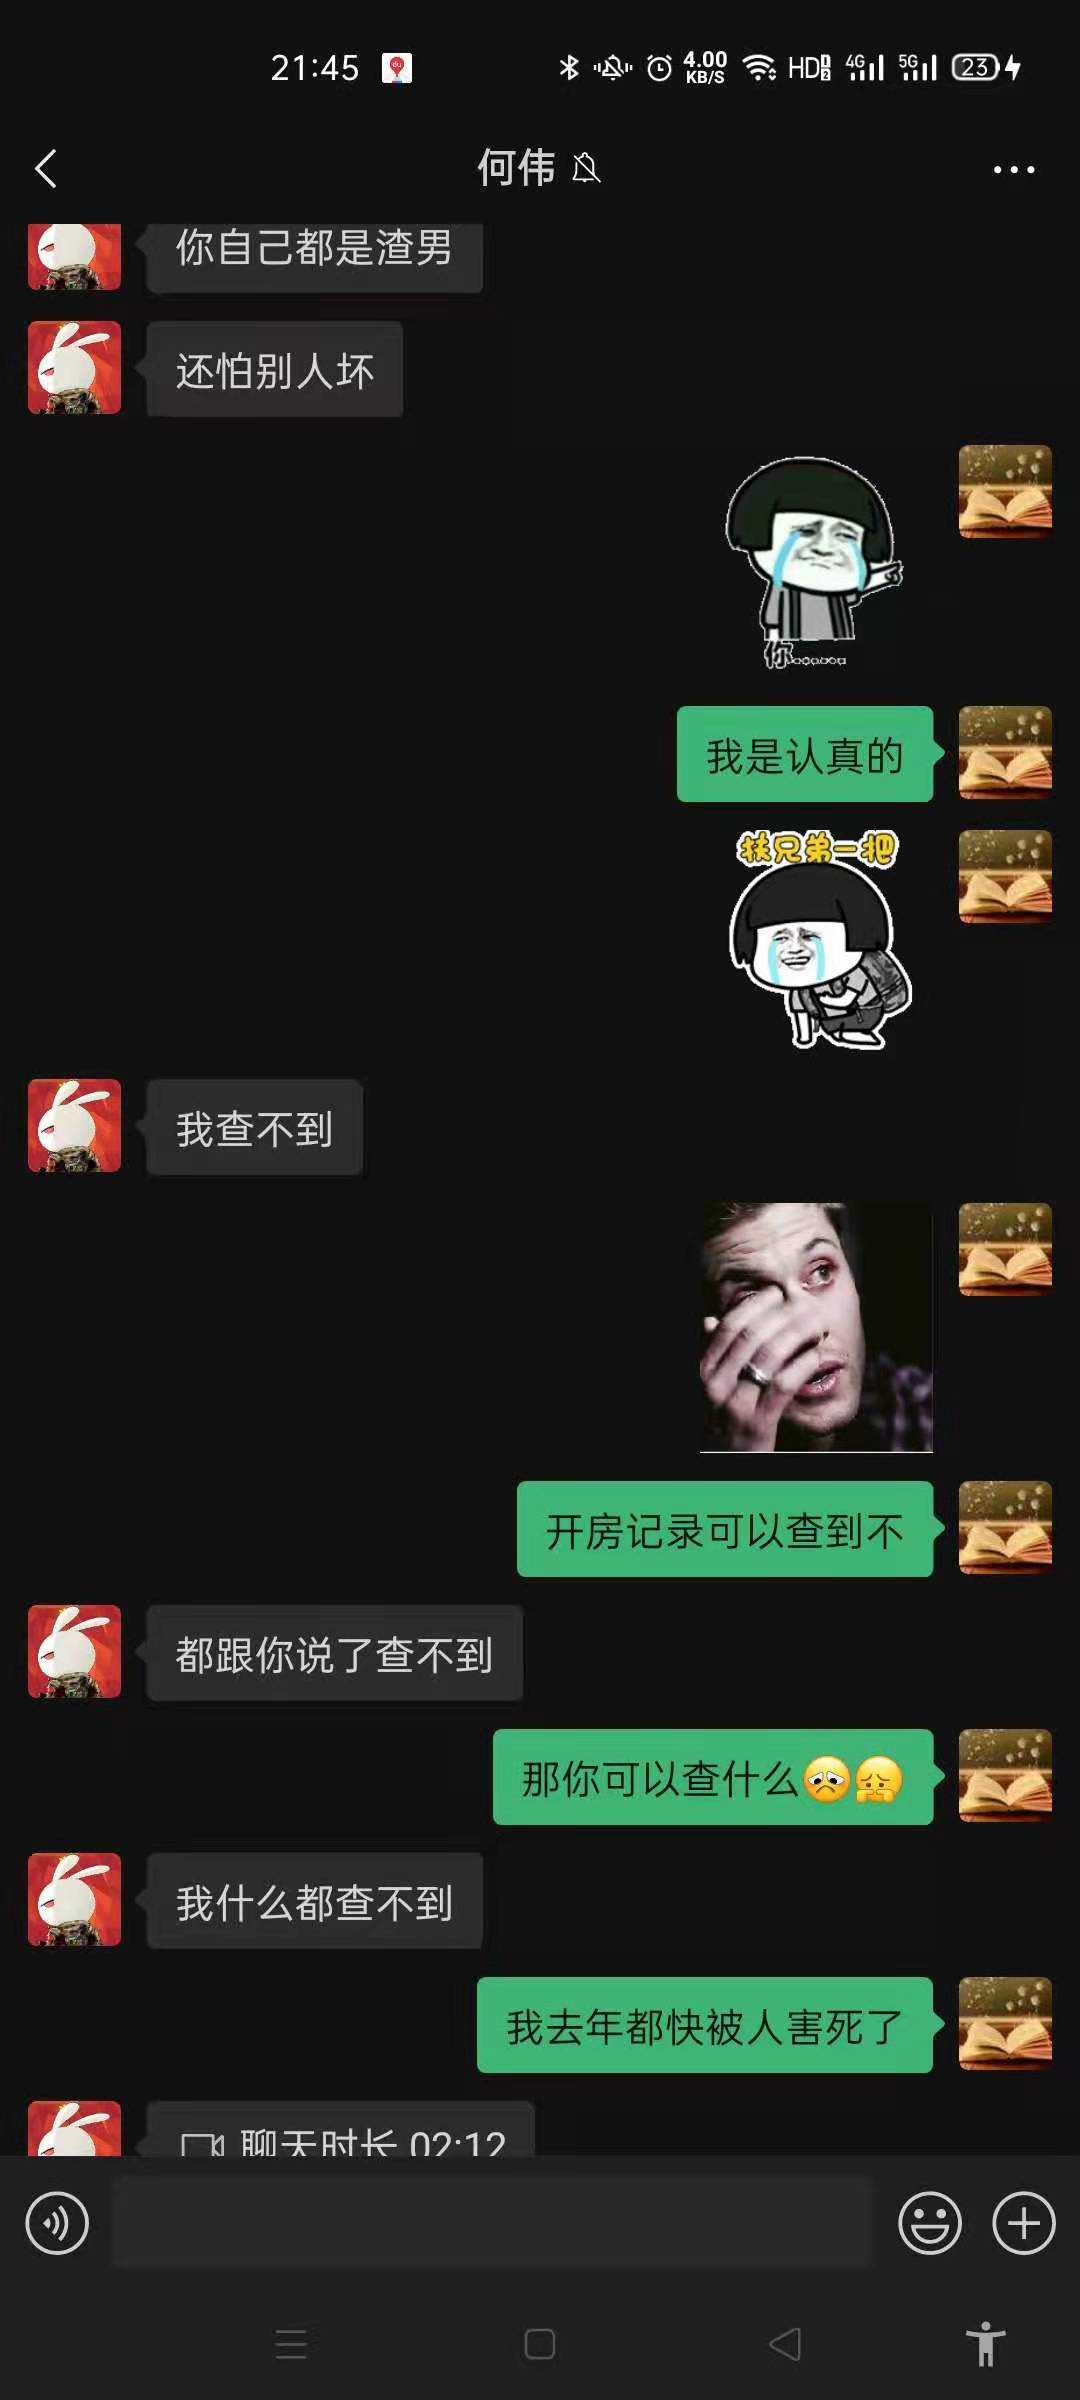 21:45
du
4.00
KB/S
HD
1
2
4G
5G
23
何伟
你自己都是渣男
还怕别人坏
你.......
我是认真的
扶兄弟一把
我查不到
开房记录可以查到不
都跟你说了查不到
那你可以查什么😞🥺
我什么都查不到
我去年都快被人害死了
聊天时长 02:12